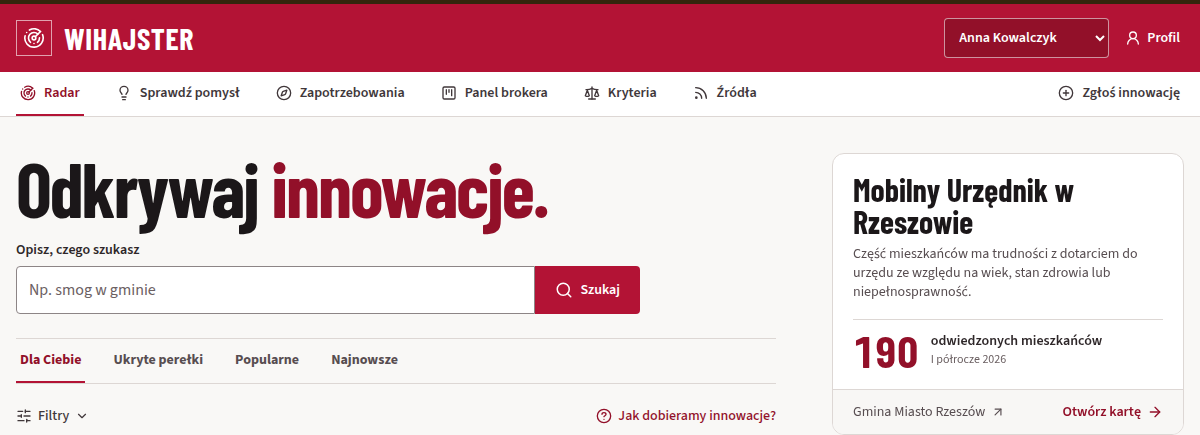 WIHAJSTER
Anna Kowalczyk
Profil
Radar
Sprawdź pomysł
Zapotrzebowania
Panel brokera
Kryteria
Źródła
Zgłoś innowację
Odkrywaj innowacje.
Opisz, czego szukasz
Np. smog w gminie
Szukaj
Dla Ciebie
Ukryte perełki
Popularne
Najnowsze
Filtry
Jak dobieramy innowacje?
Mobilny Urzędnik w
Rzeszowie
Część mieszkańców ma trudności z dotarciem do
urzędu ze względu na wiek, stan zdrowia lub
niepełnosprawność.
190
odwiedzonych mieszkańców
I półrocze 2026
Gmina Miasto Rzeszów
Otwórz kartę